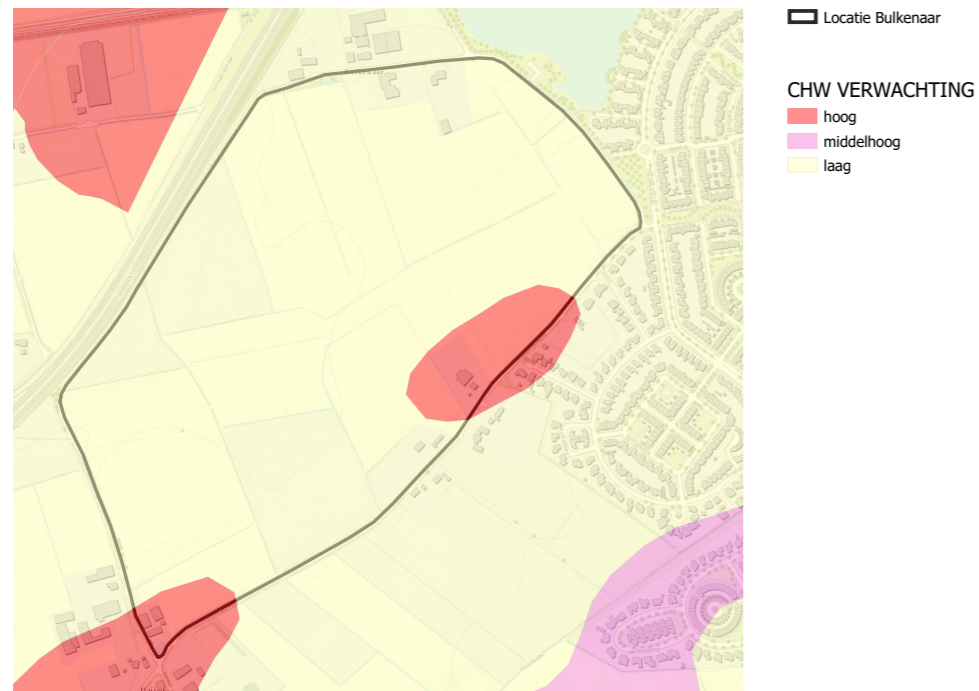 Locatie Bulkenaar
CHW VERWACHTING
hoog
middelhoog
laag